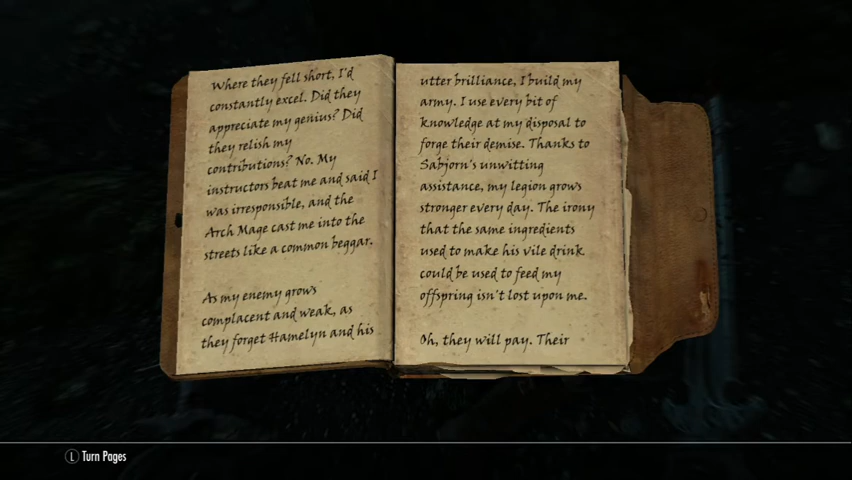 Where they fell short, I'd
constantly excel. Did they
appreciate my genius? Did
they relish my
contributions? No. My
instructors beat me and said I
was irresponsible, and the
Arch Mage cast me into the
streets like a common beggar.
As my enemy grows
complacent and weak, as
they forget Hamelyn and his
utter brilliance, I build my
army. I use every bit of
knowledge at my disposal to
forge their demise. Thanks to
Sabjorn's unwitting
assistance, my legion grows
stronger every day. The irony
that the same ingredients
used to make his vile drink
could be used to feed my
offspring isn't lost upon me.
Oh, they will pay. Their
L Turn Pages